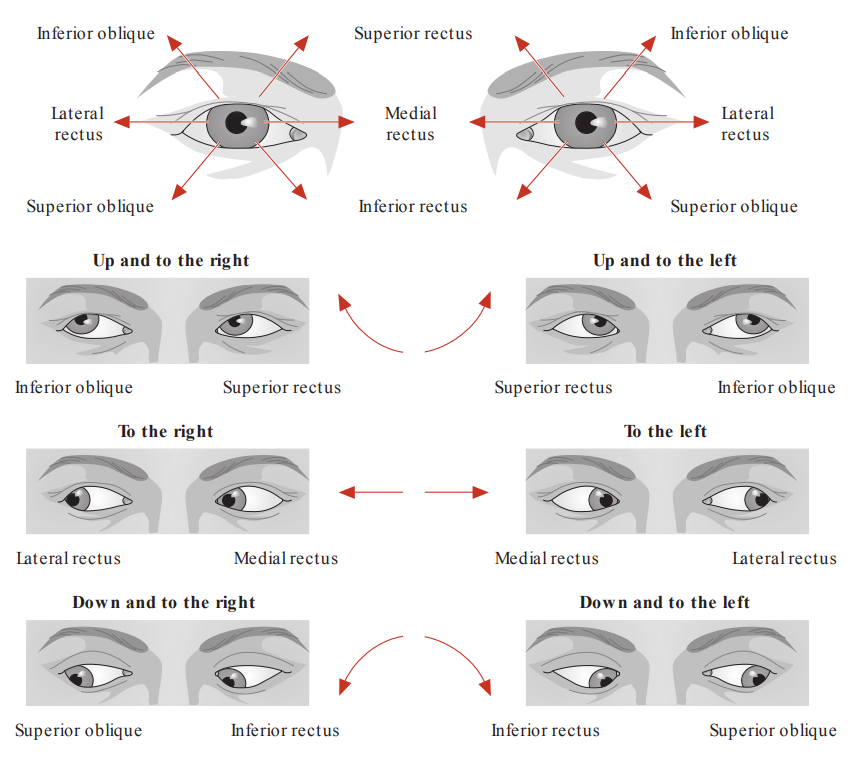 Inferior oblique
Superior rectus
Inferior oblique
Lateral
rectus
Medial
rectus
Lateral
rectus
Superior oblique
Inferior rectus
Superior oblique
Up and to the right
Up and to the left
Inferior oblique
Superior rectus
Superior rectus
Inferior oblique
To the right
To the left
Lateral rectus
Medial rectus
Medial rectus
Lateral rectus
Down and to the right
Down and to the left
Superior oblique
Inferior rectus
Inferior rectus
Superior oblique